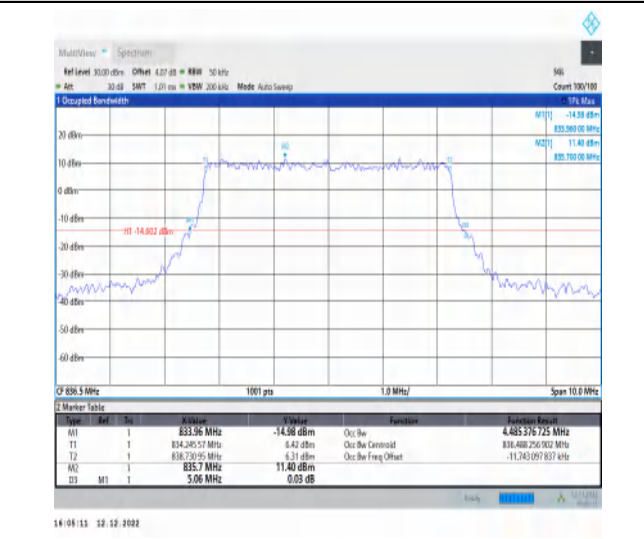 MultiView Spectrum
Ref Level 30.00 dBm Offset 4.07 dB RBW 50 kHz SGL
Att 30 dB SWT 1.01 ms VBW 200 kHz Mode Auto Sweep Count 100/100
1 Occupied Bandwidth 1Pk Max
M1[1] -14.98 dBm
833.960 00 MHz
M2[1] 11.40 dBm
835.700 00 MHz
20 dBm
M2
10 dBm T1 T2
0 dBm
-10 dBm
M1 H1 -14.602 dBm
-20 dBm
-30 dBm
-40 dBm
-50 dBm
-60 dBm
CF 836.5 MHz 1001 pts 1.0 MHz/ Span 10.0 MHz
2 Marker Table
Type Ref Trc X-Value Y-Value Function Function Result
M1 1 833.96 MHz -14.98 dBm Occ Bw 4.485 376 725 MHz
T1 1 834.245 57 MHz 6.42 dBm Occ Bw Centroid 836.488 256 902 MHz
T2 1 838.730 95 MHz 6.31 dBm Occ Bw Freq Offset -11.743 097 837 kHz
M2 1 835.7 MHz 11.40 dBm
D3 M1 1 5.06 MHz 0.03 dB
Ready
16:05:11 12.12.2022